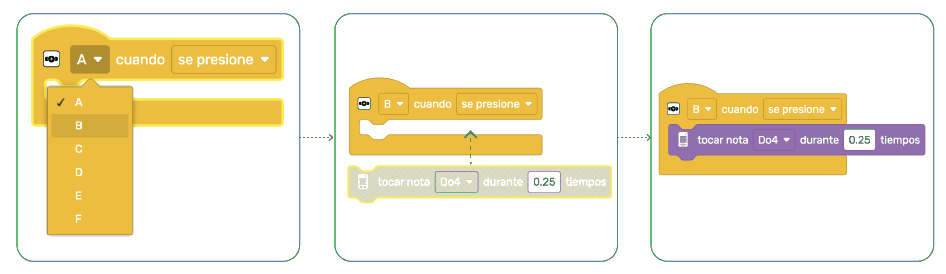 A cuando se presione
✓ A
B
C
D
E
F
B cuando se presione
tocar nota Do4 durante 0.25 tiempos
B cuando se presione
tocar nota Do4 durante 0.25 tiempos